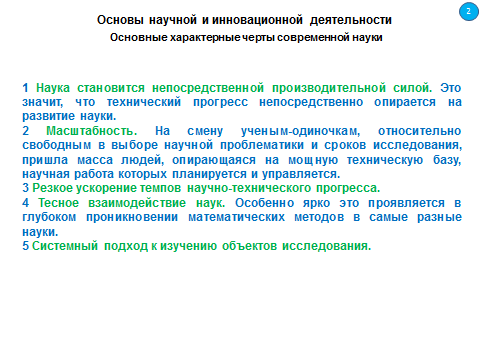 2
Основы научной и инновационной деятельности
Основные характерные черты современной науки
1 Наука становится непосредственной производительной силой. Это
значит, что технический прогресс непосредственно опирается на
развитие науки.
2 Масштабность. На смену ученым-одиночкам, относительно
свободным в выборе научной проблематики и сроков исследования,
пришла масса людей, опирающаяся на мощную техническую базу,
научная работа которых планируется и управляется.
3 Резкое ускорение темпов научно-технического прогресса.
4 Тесное взаимодействие наук. Особенно ярко это проявляется в
глубоком проникновении математических методов в самые разные
науки.
5 Системный подход к изучению объектов исследования.